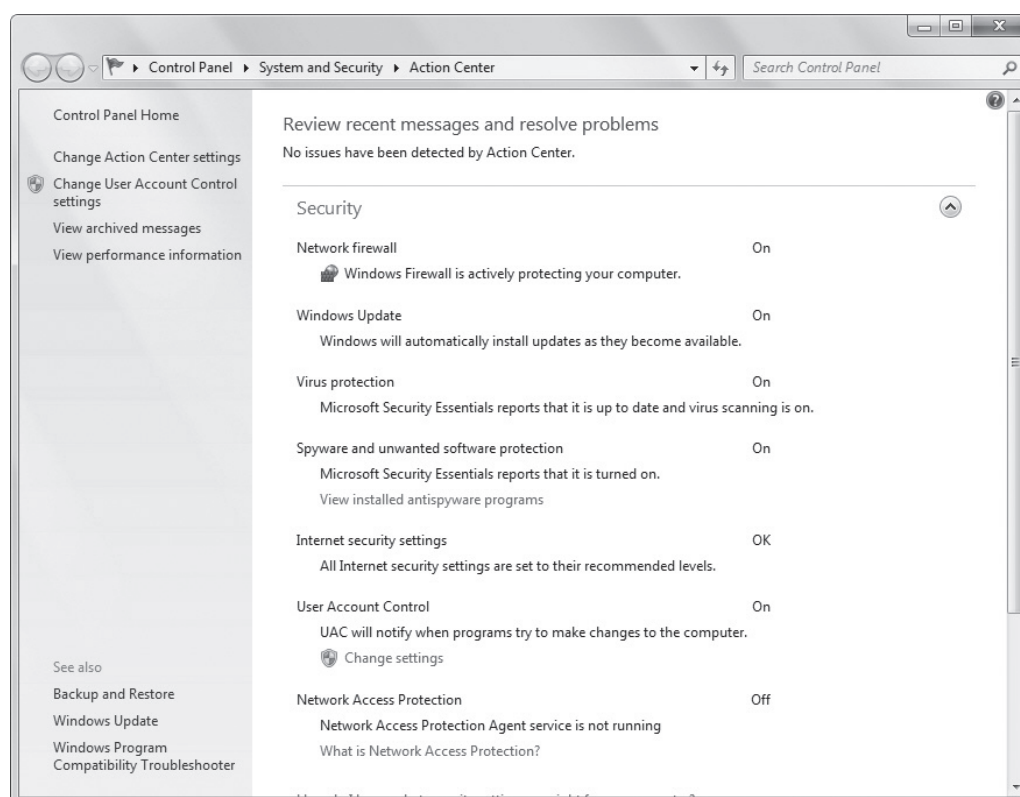 Control Panel System and Security Action Center
Search Control Panel
Control Panel Home
Change Action Center settings
Change User Account Control
settings
View archived messages
View performance information
See also
Backup and Restore
Windows Update
Windows Program
Compatibility Troubleshooter
Review recent messages and resolve problems
No issues have been detected by Action Center.
Security
Network firewall On
Windows Firewall is actively protecting your computer.
Windows Update On
Windows will automatically install updates as they become available.
Virus protection On
Microsoft Security Essentials reports that it is up to date and virus scanning is on.
Spyware and unwanted software protection On
Microsoft Security Essentials reports that it is turned on.
View installed antispyware programs
Internet security settings OK
All Internet security settings are set to their recommended levels.
User Account Control On
UAC will notify when programs try to make changes to the computer.
Change settings
Network Access Protection Off
Network Access Protection Agent service is not running
What is Network Access Protection?